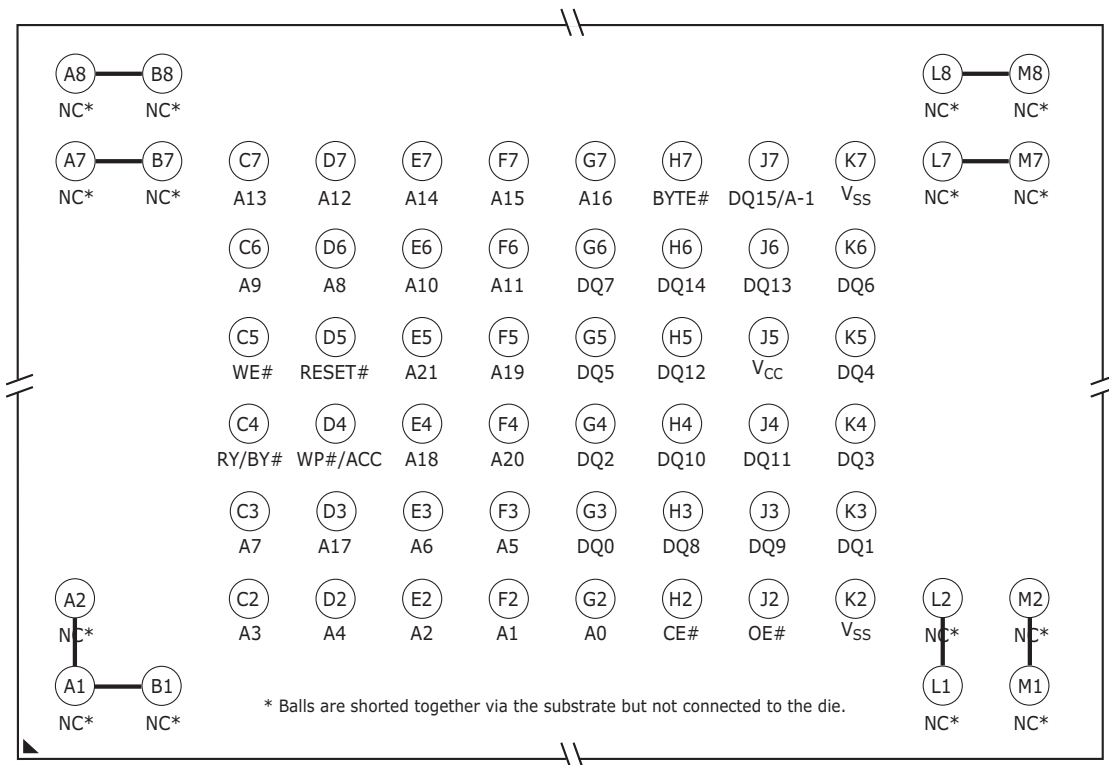 A8 B8 L8 M8
NC* NC* NC* NC*
A7 B7 C7 D7 E7 F7 G7 H7 J7 K7 L7 M7
NC* NC* A13 A12 A14 A15 A16 BYTE# DQ15/A-1 VSS NC* NC*
C6 D6 E6 F6 G6 H6 J6 K6
A9 A8 A10 A11 DQ7 DQ14 DQ13 DQ6
C5 D5 E5 F5 G5 H5 J5 K5
WE# RESET# A21 A19 DQ5 DQ12 VCC DQ4
C4 D4 E4 F4 G4 H4 J4 K4
RY/BY# WP#/ACC A18 A20 DQ2 DQ10 DQ11 DQ3
C3 D3 E3 F3 G3 H3 J3 K3
A7 A17 A6 A5 DQ0 DQ8 DQ9 DQ1
A2 C2 D2 E2 F2 G2 H2 J2 K2 L2 M2
NC* A3 A4 A2 A1 A0 CE# OE# VSS NC* NC*
A1 B1 L1 M1
NC* NC* NC* NC*
* Balls are shorted together via the substrate but not connected to the die.